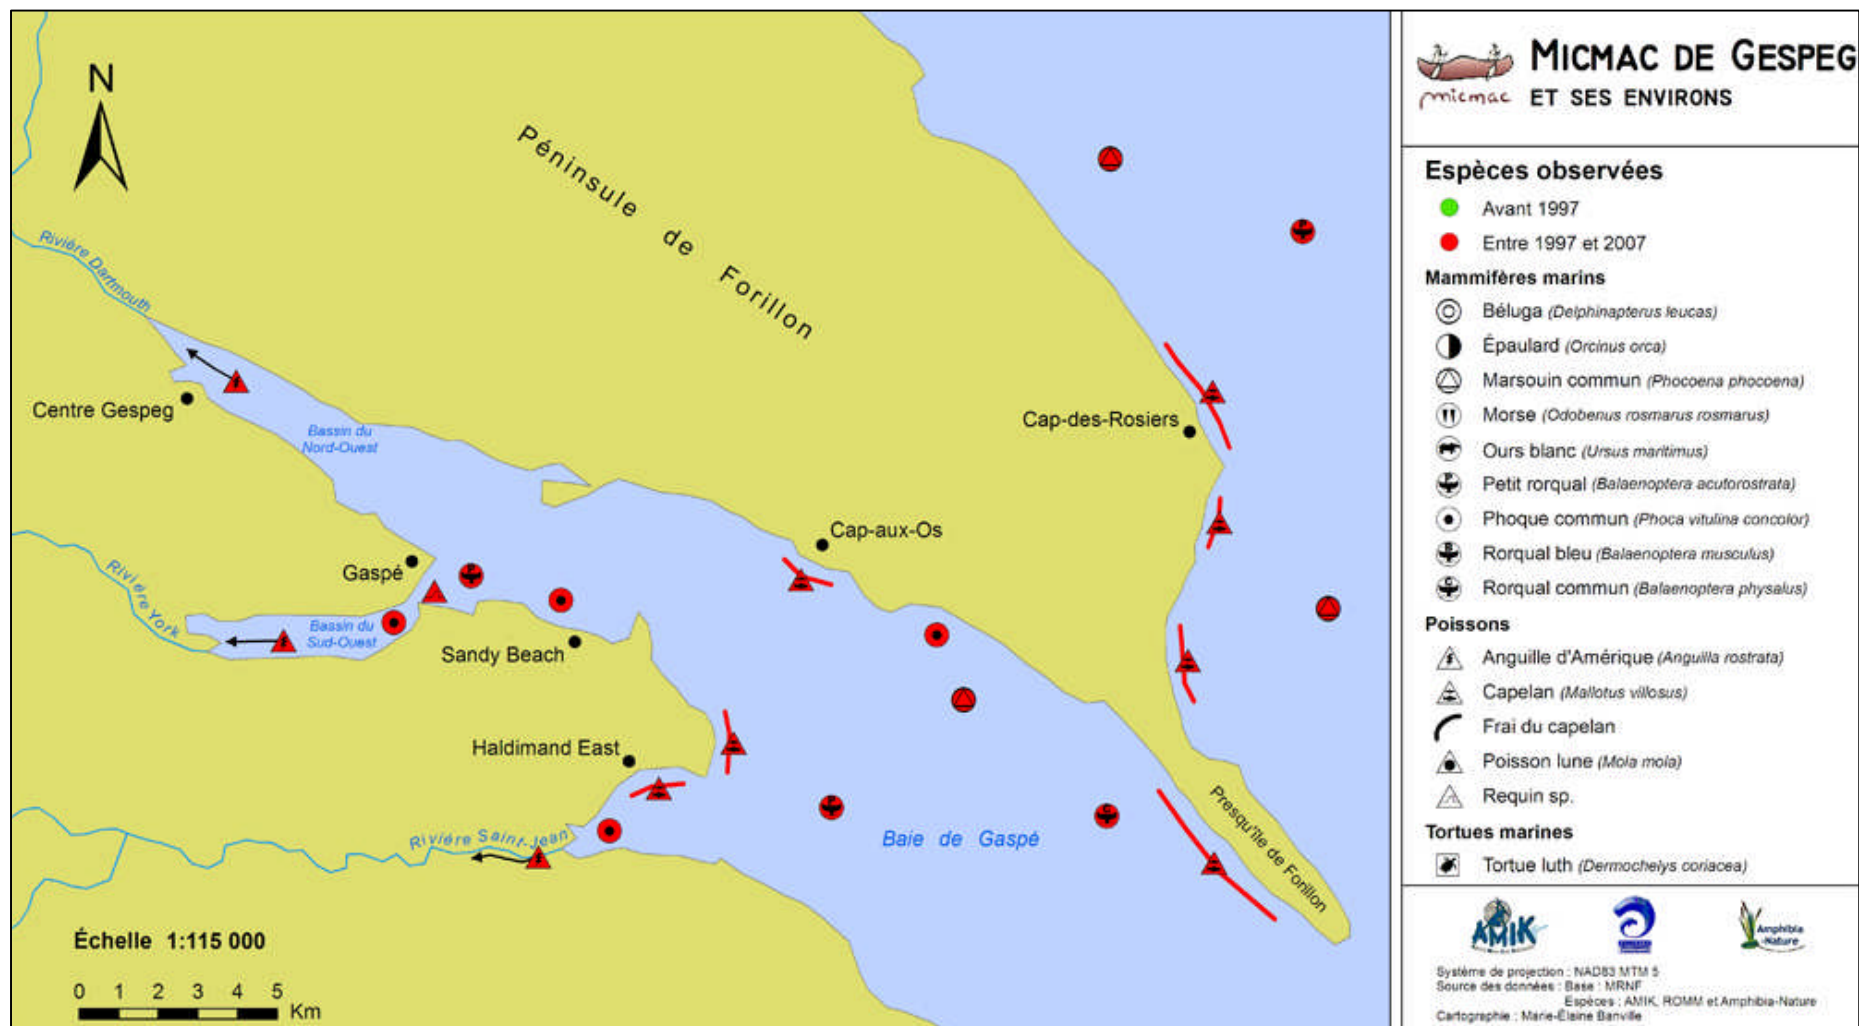 N
Péninsule de Forillon
Rivière Dartmouth
Centre Gespeg
Bassin du
Nord-Ouest
Cap-des-Rosiers
Cap-aux-Os
Gaspé
Rivière York
Bassin du
Sud-Ouest
Sandy Beach
Haldimand East
Rivière Saint-Jean
Baie de Gaspé
Presqu'île de Forillon
Échelle 1:115 000
0 1 2 3 4 5
Km
micmac
MICMAC DE GESPEG
ET SES ENVIRONS
Espèces observées
Avant 1997
Entre 1997 et 2007
Mammifères marins
Béluga (Delphinapterus leucas)
Épaulard (Orcinus orca)
Marsouin commun (Phocoena phocoena)
Morse (Odobenus rosmarus rosmarus)
Ours blanc (Ursus maritimus)
P Petit rorqual (Balaenoptera acutorostrata)
Phoque commun (Phoca vitulina concolor)
B Rorqual bleu (Balaenoptera musculus)
C Rorqual commun (Balaenoptera physalus)
Poissons
Anguille d'Amérique (Anguilla rostrata)
Capelan (Mallotus villosus)
Frai du capelan
Poisson lune (Mola mola)
Requin sp.
Tortues marines
Tortue luth (Dermochelys coriacea)
AMIK
Amphibia
-Nature
Système de projection : NAD83 MTM 5
Source des données : Base : MRNF
Espèces : AMIK, ROMM et Amphibia-Nature
Cartographie : Marie-Élaine Banville